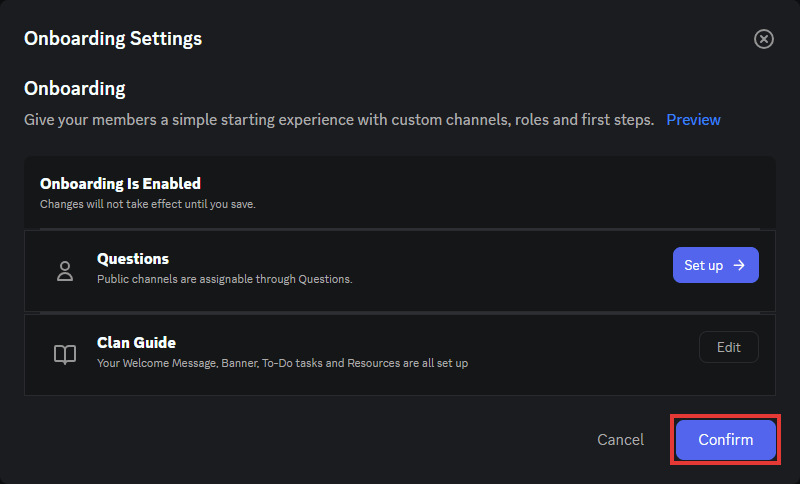 Onboarding Settings
Onboarding
Give your members a simple starting experience with custom channels, roles and first steps. Preview
Onboarding Is Enabled
Changes will not take effect until you save.
Questions
Public channels are assignable through Questions.
Set up
Clan Guide
Your Welcome Message, Banner, To-Do tasks and Resources are all set up
Edit
Cancel
Confirm